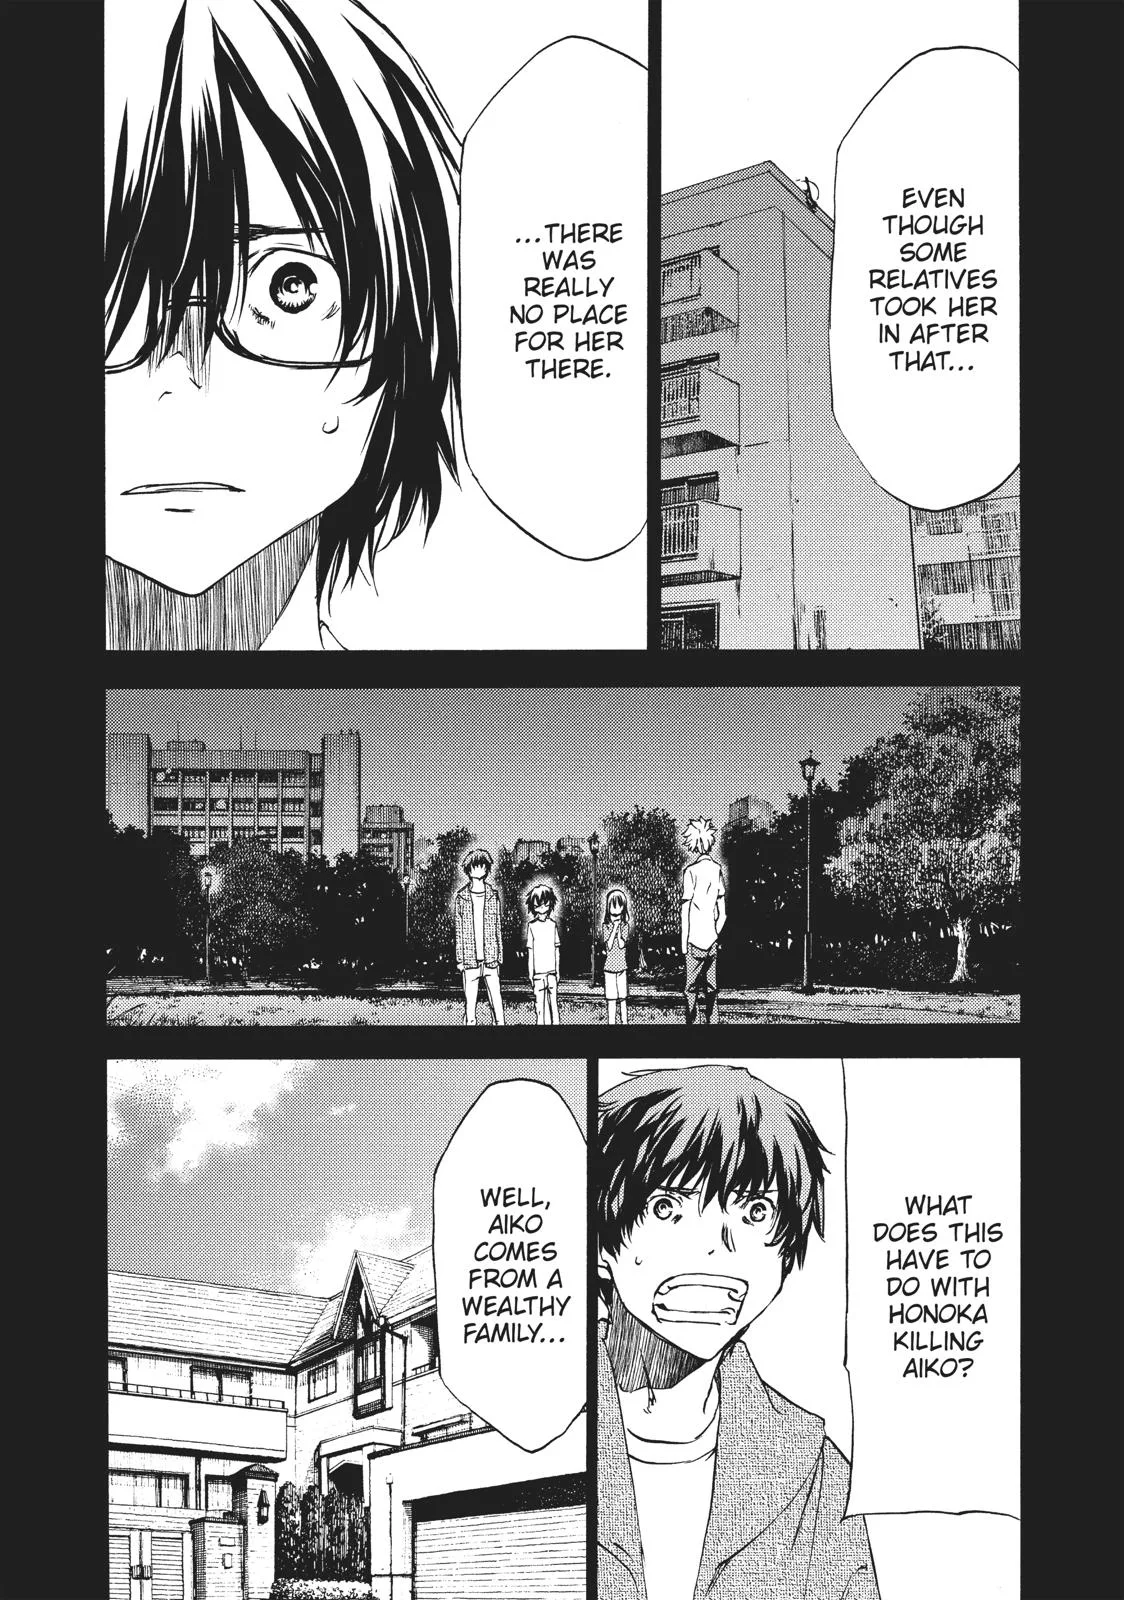 EVEN
THOUGH
SOME
RELATIVES
TOOK HER
IN AFTER
THAT...
...THERE
WAS
REALLY
NO PLACE
FOR HER
THERE.
WHAT
DOES THIS
HAVE TO
DO WITH
HONOKA
KILLING
AIKO?
WELL,
AIKO
COMES
FROM A
WEALTHY
FAMILY...